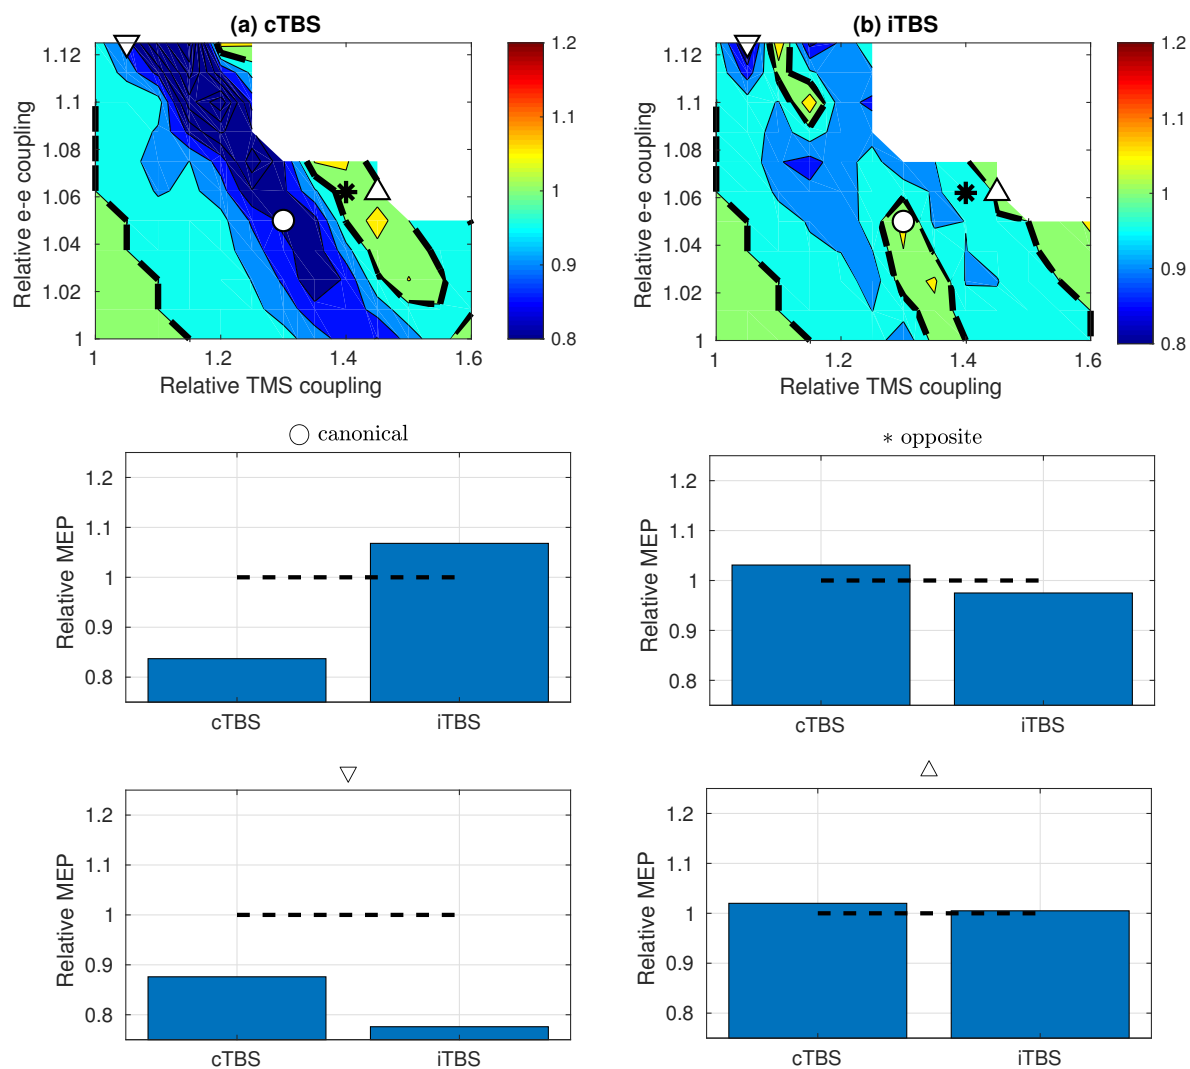 (a) cTBS
1.12
1.1
1.08
1.06
1.04
1.02
1
Relative e-e coupling
1 1.2 1.4 1.6
Relative TMS coupling
1.2
1.1
1
0.9
0.8
(b) iTBS
1.12
1.1
1.08
1.06
1.04
1.02
1
Relative e-e coupling
1 1.2 1.4 1.6
Relative TMS coupling
1.2
1.1
1
0.9
0.8
○ canonical
1.2
1.1
1
0.9
0.8
Relative MEP
cTBS iTBS
* opposite
1.2
1.1
1
0.9
0.8
Relative MEP
cTBS iTBS
▽
1.2
1.1
1
0.9
0.8
Relative MEP
cTBS iTBS
△
1.2
1.1
1
0.9
0.8
Relative MEP
cTBS iTBS